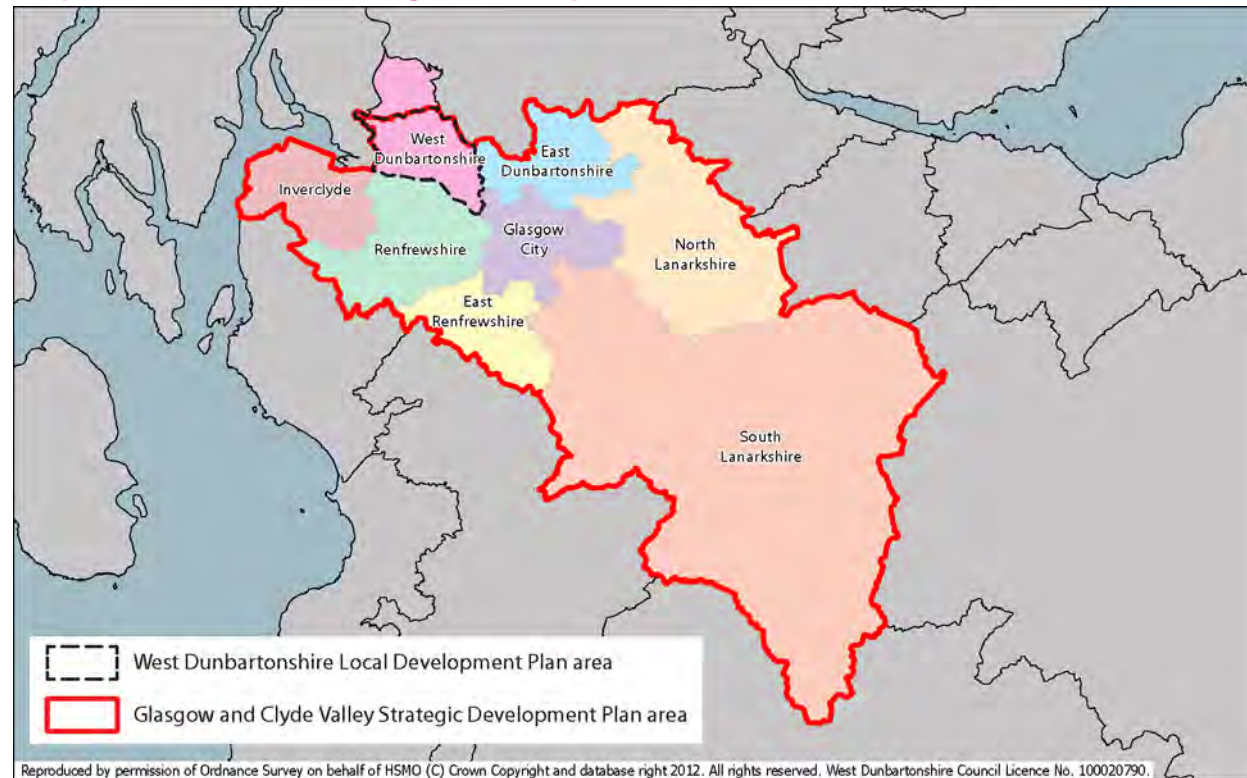 West
Dunbartonshire
East
Dunbartonshire
Inverclyde
Renfrewshire
Glasgow
City
North
Lanarkshire
East
Renfrewshire
South
Lanarkshire
West Dunbartonshire Local Development Plan area
Glasgow and Clyde Valley Strategic Development Plan area
Reproduced by permission of Ordnance Survey on behalf of HSMO (C) Crown Copyright and database right 2012. All rights reserved. West Dunbartonshire Council Licence No. 100020790.